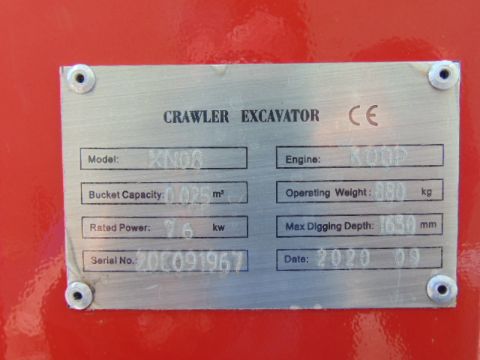 CRAWLER EXCAVATOR CE
Model: XN08 Engine: KOOP
Bucket Capacity: 0.025 m³ Operating Weight: 880 kg
Rated Power: 7.6 kw Max Digging Depth: 1650 mm
Serial No. 20E091967 Date: 2020 09